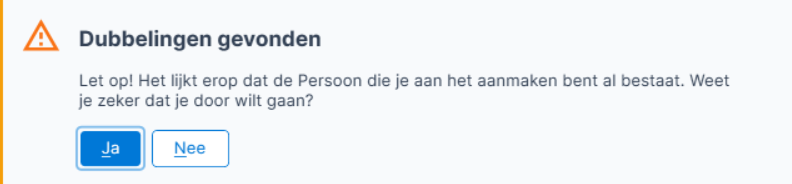 Dubbelingen gevonden
Let op! Het lijkt erop dat de Persoon die je aan het aanmaken bent al bestaat. Weet
je zeker dat je door wilt gaan?
Ja
Nee